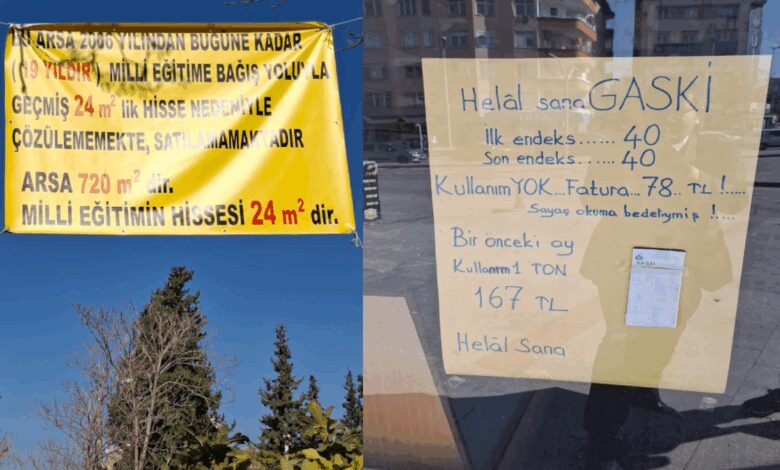 BU ARSA 2006 YILINDAN BUGÜNE KADAR
(19 YILDIR) MİLLİ EĞİTİME BAĞIŞ YOLUYLA
GEÇMİŞ 24 m² lik HİSSE NEDENİYLE
ÇÖZÜLEMEMEKTE, SATILAMAMAKTADIR
ARSA 720 m² dir.
MİLLİ EĞİTİMİN HİSSESİ 24 m² dir.
Helâl sana GASKİ
İlk endeks...... 40
Son endeks...... 40
Kullanım YOK...Fatura...78..TL !.....
Sayaç okuma bedeliymiş !....
Bir önceki ay
Kullanım 1 TON
167 TL
Helâl Sana